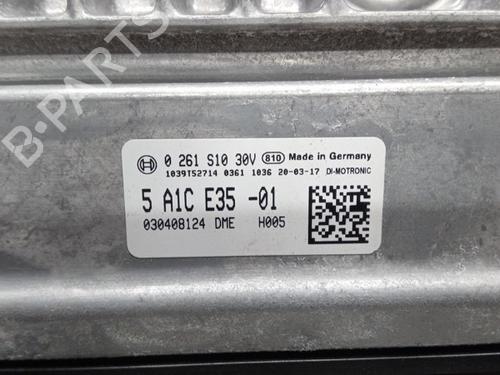 0 261 S10 30V 810 Made in Germany
1039T52714 0361 1036 20-03-17 DI-MOTRONIC
5 A1C E35 -01
030408124 DME H005
B-PARTS